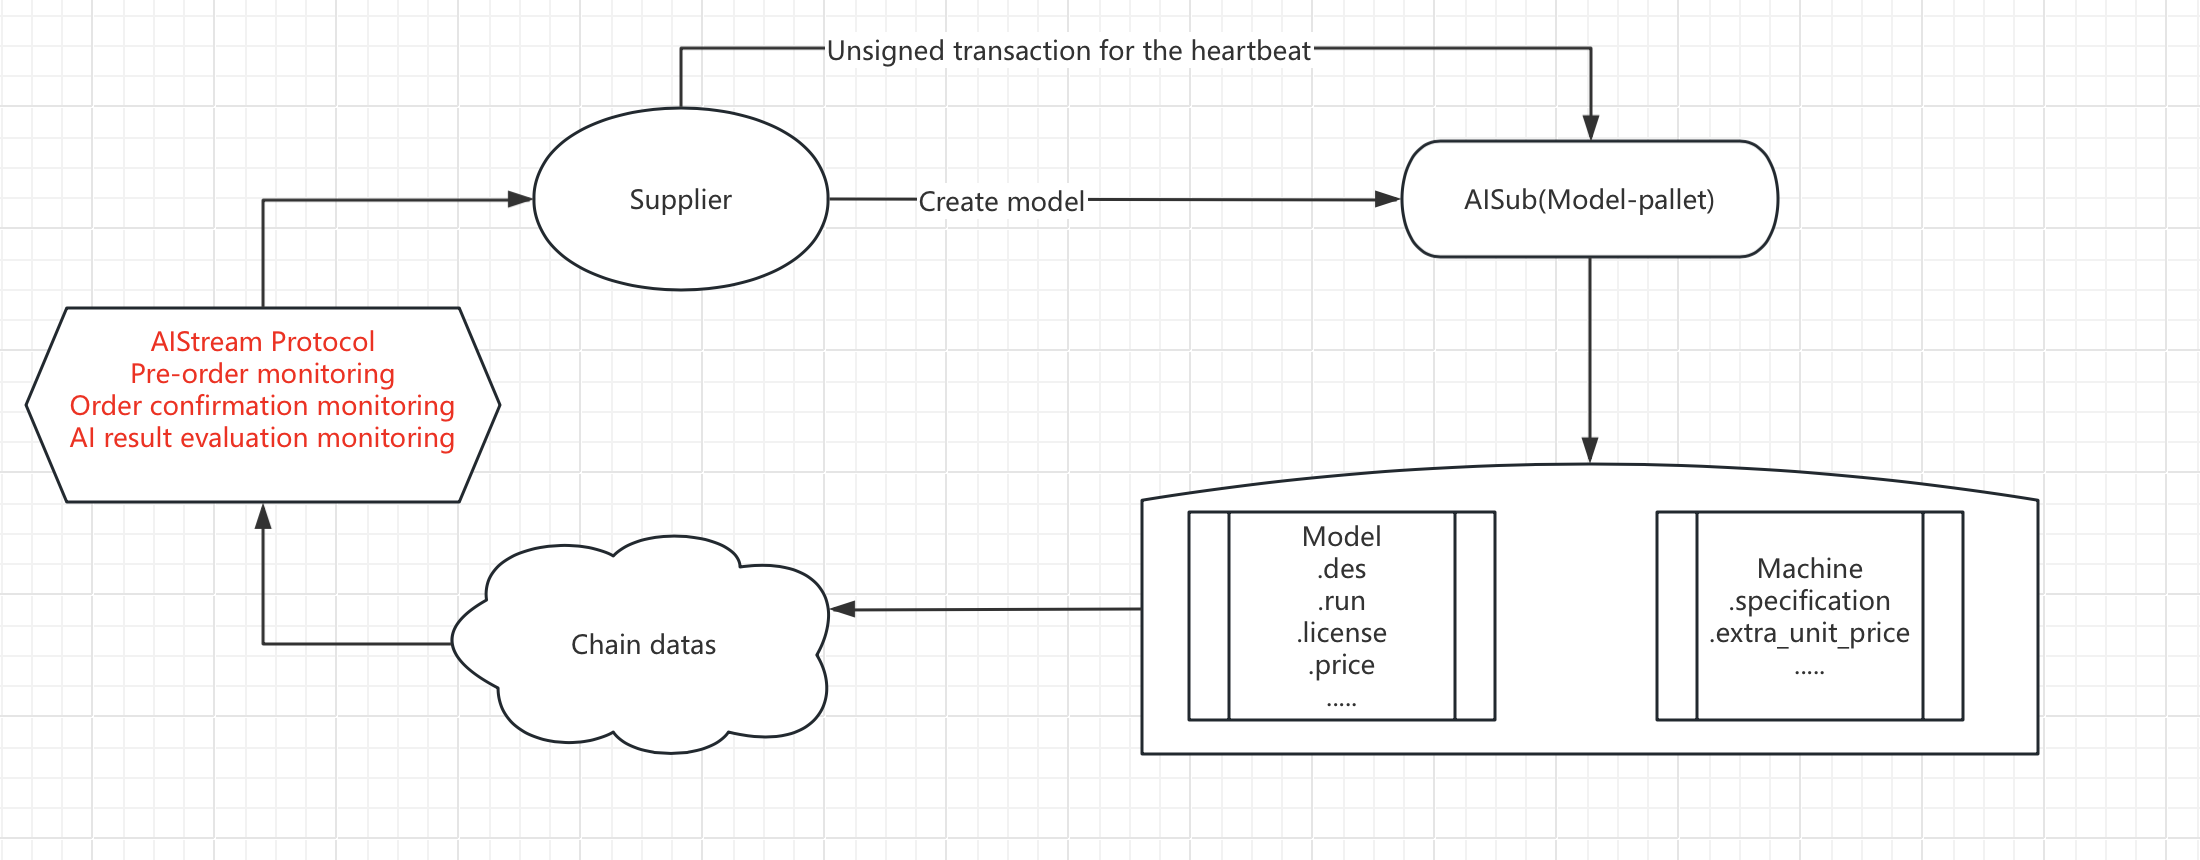 Unsigned transaction for the heartbeat
Supplier
Create model
AISub(Model-pallet)
AIStream Protocol
Pre-order monitoring
Order confirmation monitoring
AI result evaluation monitoring
Chain datas
Model
.des
.run
.license
.price
.....
Machine
.specification
.extra_unit_price
.....